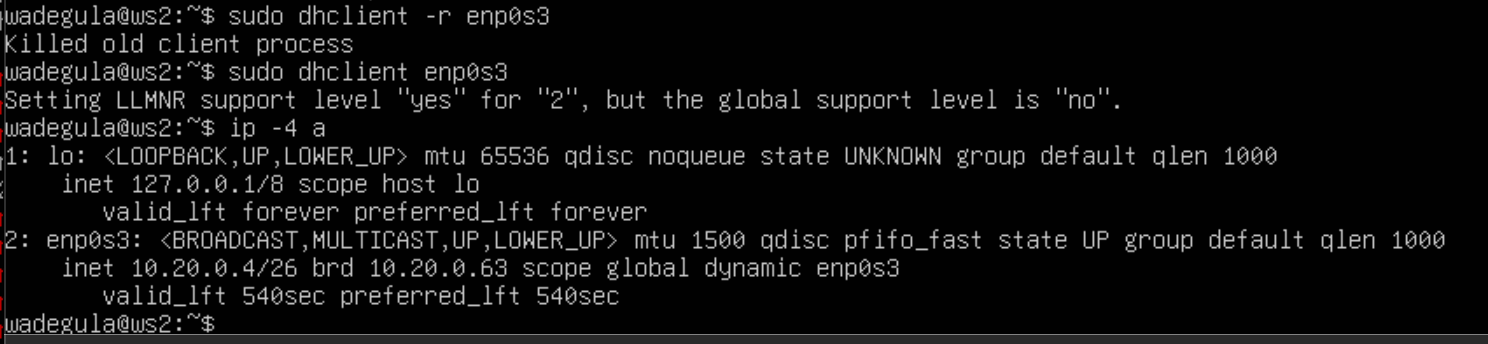 wadegula@ws2:~$ sudo dhclient -r enp0s3
Killed old client process
wadegula@ws2:~$ sudo dhclient enp0s3
Setting LLMNR support level "yes" for "2", but the global support level is "no".
wadegula@ws2:~$ ip -4 a
1: lo: <LOOPBACK,UP,LOWER_UP> mtu 65536 qdisc noqueue state UNKNOWN group default qlen 1000
    inet 127.0.0.1/8 scope host lo
       valid_lft forever preferred_lft forever
2: enp0s3: <BROADCAST,MULTICAST,UP,LOWER_UP> mtu 1500 qdisc pfifo_fast state UP group default qlen 1000
    inet 10.20.0.4/26 brd 10.20.0.63 scope global dynamic enp0s3
       valid_lft 540sec preferred_lft 540sec
wadegula@ws2:~$